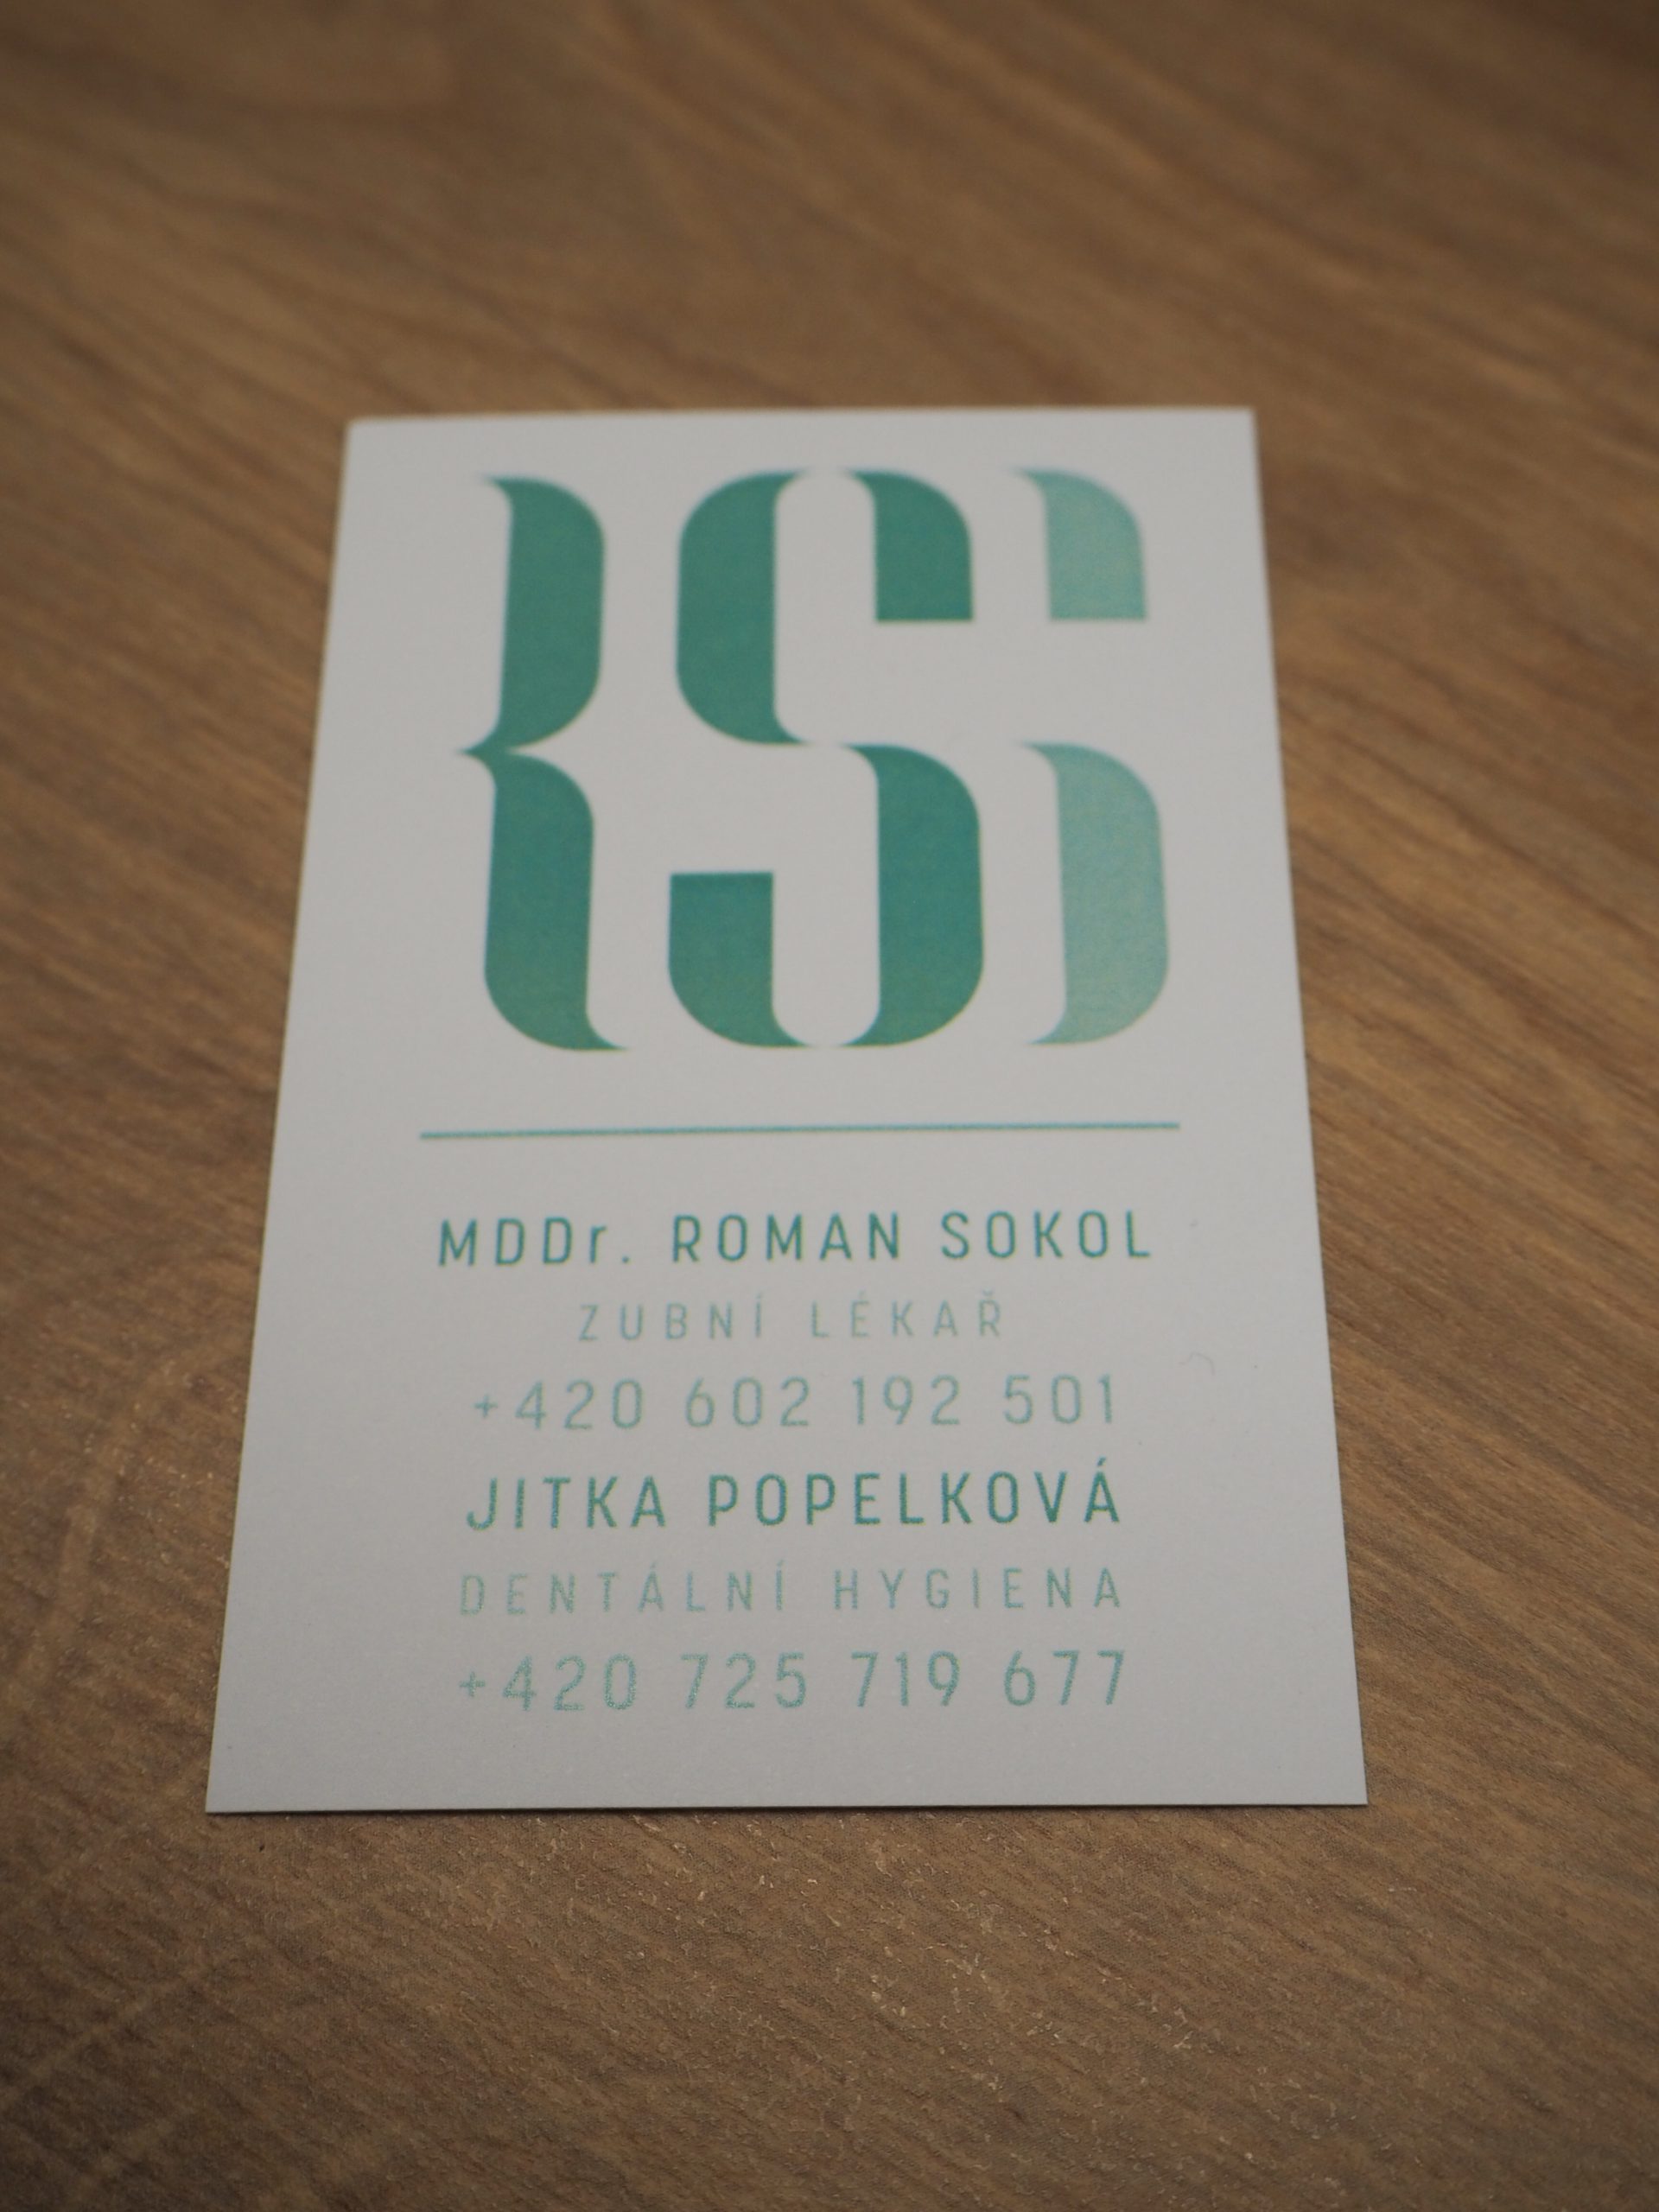 S
MDDr. ROMAN SOKOL
ZUBNÍ LÉKAŘ
+420 602 192 501
JITKA POPELKOVÁ
DENTÁLNÍ HYGIENA
+420 725 719 677